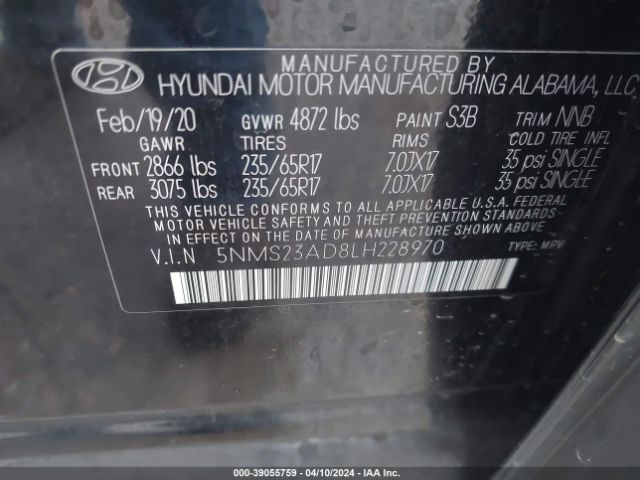 MANUFACTURED BY
HYUNDAI MOTOR MANUFACTURING ALABAMA, LLC
Feb/19/20 GVWR 4872 lbs PAINT S3B TRIM NNB
GAWR TIRES RIMS COLD TIRE INFL
FRONT 2866 lbs 235/65R17 7.0JX17 35 psi SINGLE
REAR 3075 lbs 235/65R17 7.0JX17 35 psi SINGLE
THIS VEHICLE CONFORMS TO ALL APPLICABLE U.S.A. FEDERAL
MOTOR VEHICLE SAFETY, BUMPER, AND THEFT PREVENTION
STANDARDS IN EFFECT ON THE DATE OF MANUFACTURE SHOWN ABOVE.
V.I.N 5NMS23AD8LH228970 TYPE: MPV
000-39055759 - 04/10/2024 - IAAI.com